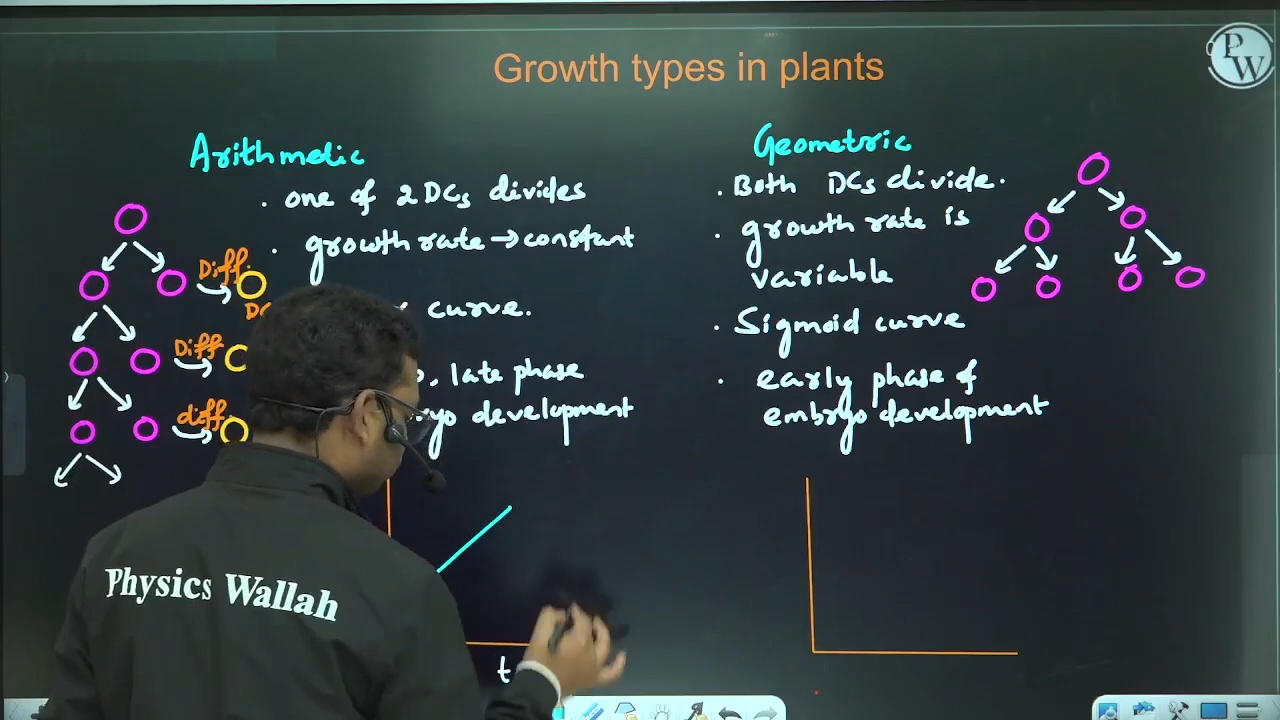 Growth types in plants
PW
Arithmetic
. one of 2 DCs divides
. growth rate → constant
curve.
late phase
development
Diff.
Diff
diff.
t
Geometric
. Both DCs divide.
. growth rate is
variable
. Sigmoid curve
. early phase of
embryo development
Physics Wallah